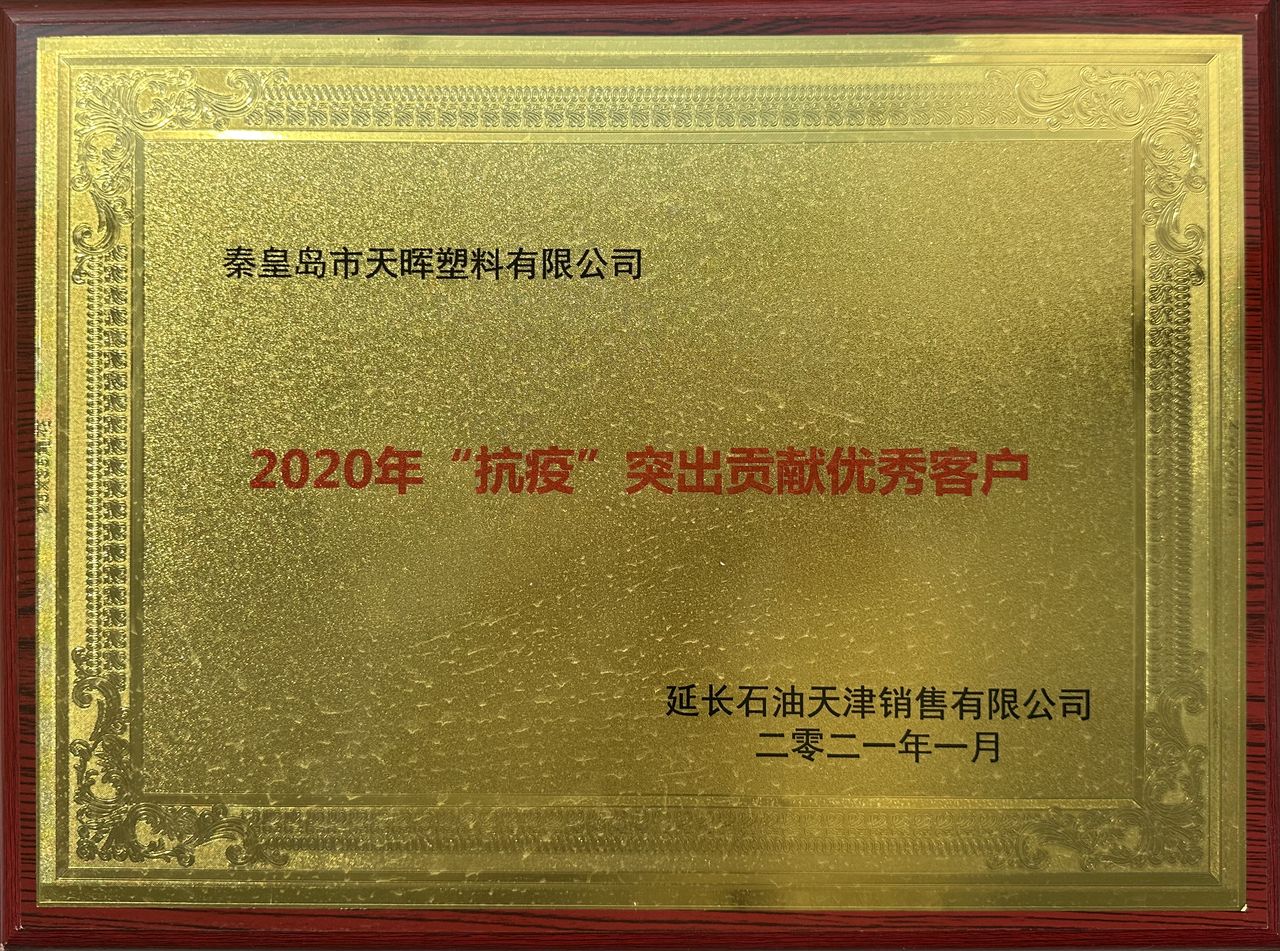 秦皇岛市天晖塑料有限公司
2020年“抗疫”突出贡献优秀客户
延长石油天津销售有限公司
二零二一年一月